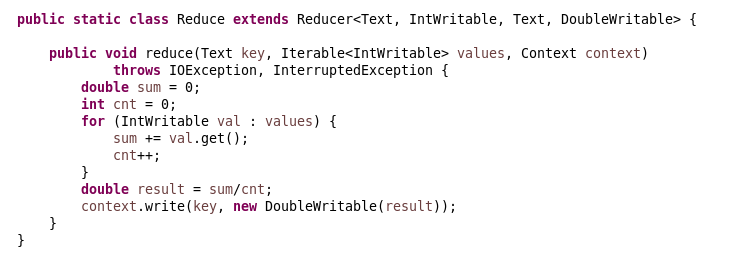 public static class Reduce extends Reducer<Text, IntWritable, Text, DoubleWritable> {
public void reduce(Text key, Iterable<IntWritable> values, Context context)
throws IOException, InterruptedException {
double sum = 0;
int cnt = 0;
for (IntWritable val : values) {
sum += val.get();
cnt++;
}
double result = sum/cnt;
context.write(key, new DoubleWritable(result));
}
}